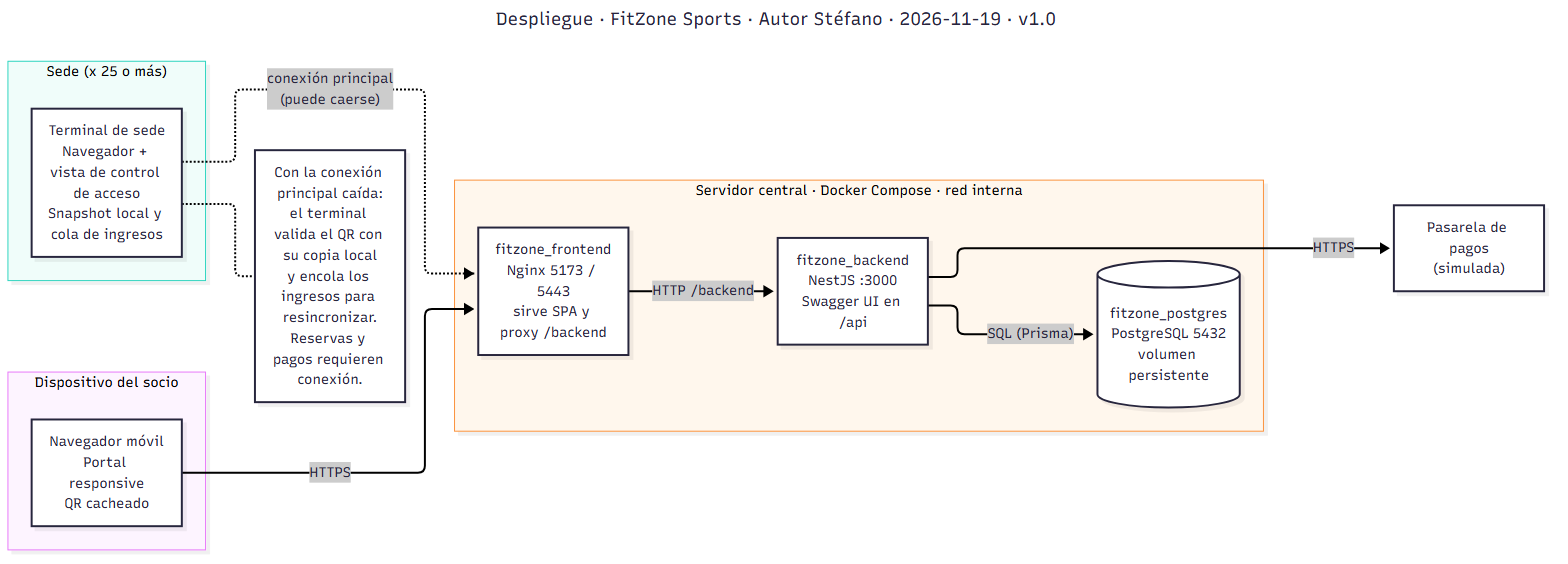 Despliegue · FitZone Sports · Autor Stéfano · 2026-11-19 · v1.0
Sede (x 25 o más)
Terminal de sede
Navegador +
vista de control
de acceso
Snapshot local y
cola de ingresos
conexión principal
(puede caerse)
Con la conexión
principal caída:
el terminal
valida el QR con
su copia local
y encola los
ingresos para
resincronizar.
Reservas y
pagos requieren
conexión.
Dispositivo del socio
Navegador móvil
Portal
responsive
QR cacheado
HTTPS
Servidor central · Docker Compose · red interna
fitzone_frontend
Nginx 5173 /
5443
sirve SPA y
proxy /backend
HTTP /backend
fitzone_backend
NestJS :3000
Swagger UI en
/api
SQL (Prisma)
fitzone_postgres
PostgreSQL 5432
volumen
persistente
HTTPS
Pasarela de
pagos
(simulada)